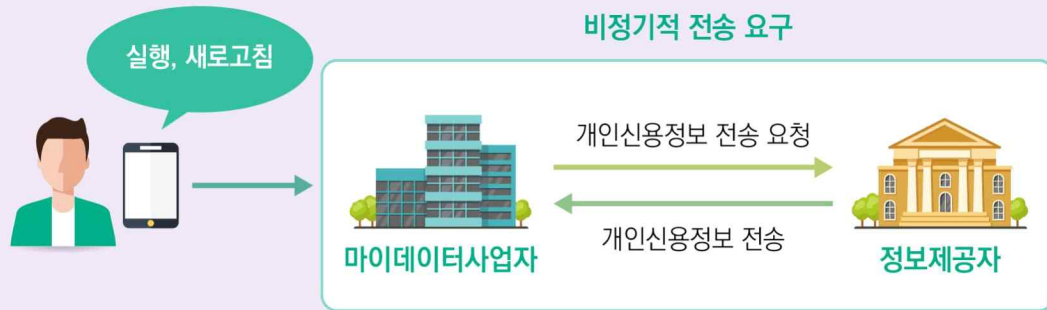 비정기적 전송 요구
실행, 새로고침
개인신용정보 전송 요청
개인신용정보 전송
마이데이터사업자
정보제공자